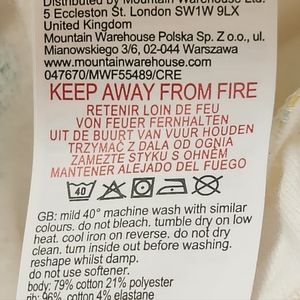 Distributed by Mountain Warehouse Ltd.
5 Eccleston St. London SW1W 9LX
United Kingdom
Mountain Warehouse Polska Sp. Z o.o., ul.
Mianowskiego 3/6, 02-044 Warszawa
www.mountainwarehouse.com
047670/MWF55489/CRE
KEEP AWAY FROM FIRE
RETENIR LOIN DE FEU
VON FEUER FERNHALTEN
UIT DE BUURT VAN VUUR HOUDEN
TRZYMAĆ Z DALA OD OGNIA
ZAMEZTE STYKU S OHNĚM
MANTENER ALEJADO DEL FUEGO
40
GB: mild 40° machine wash with similar
colours. do not bleach. tumble dry on low
heat. cool iron on reverse. do not dry
clean. turn inside out before washing.
reshape whilst damp.
do not use softener.
body: 79% cotton 21% polyester
rib: 96% cotton 4% elastane